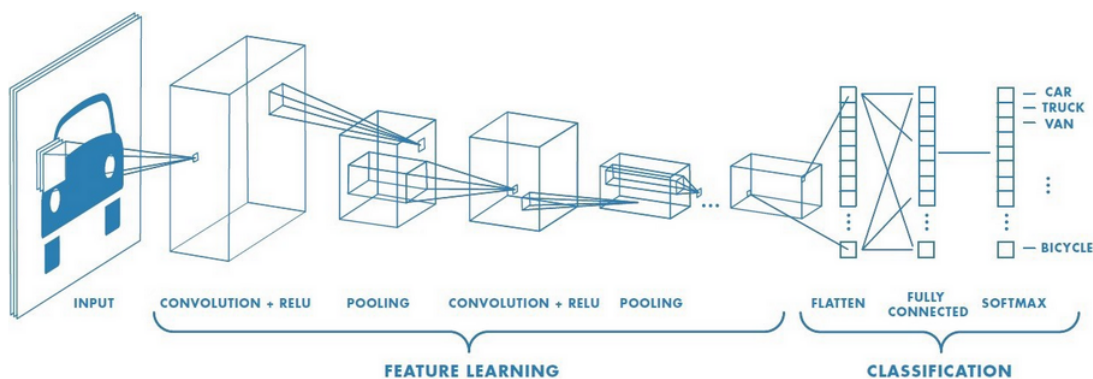 CAR
TRUCK
VAN
BICYCLE
INPUT
CONVOLUTION + RELU
POOLING
CONVOLUTION + RELU
POOLING
FLATTEN
FULLY
CONNECTED
SOFTMAX
FEATURE LEARNING
CLASSIFICATION